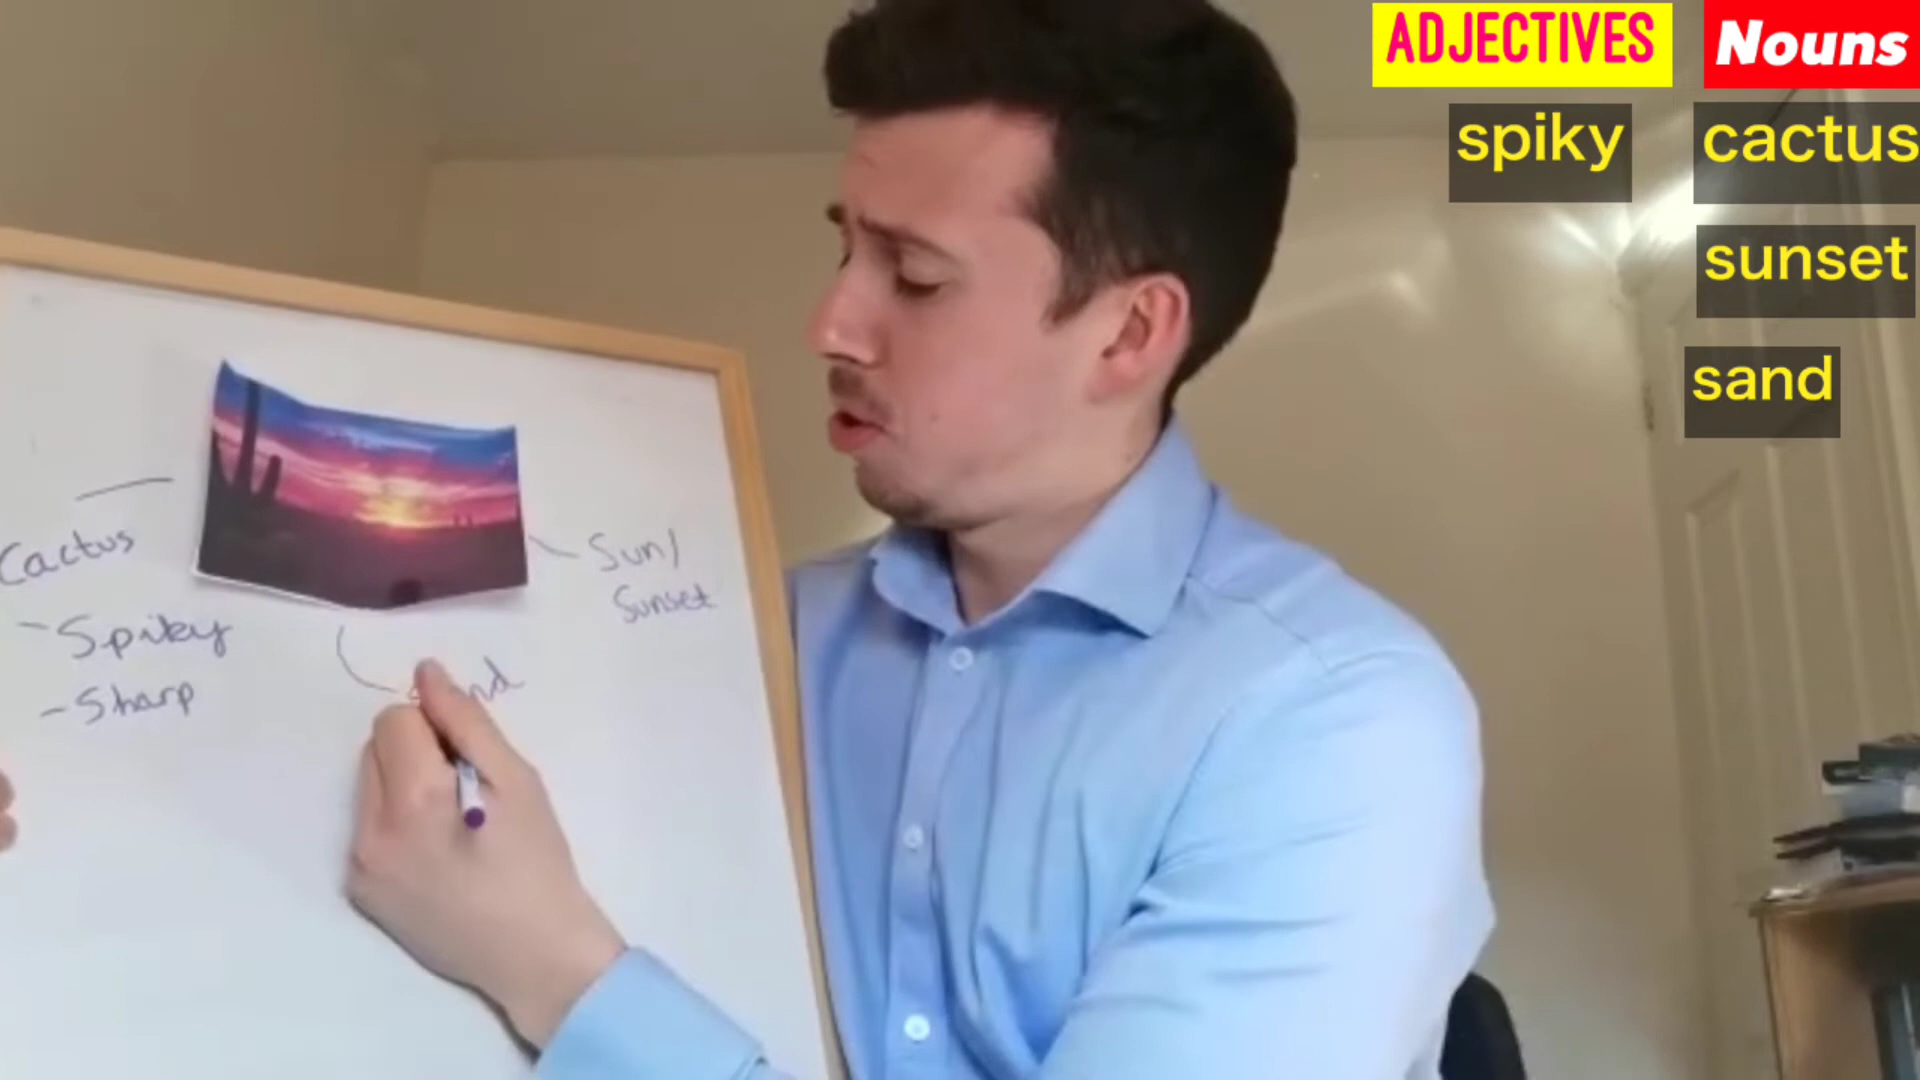 ADJECTIVES
Nouns
spiky
cactus
sunset
sand
Cactus
- Spiky
- Sharp
Sun/
Sunset